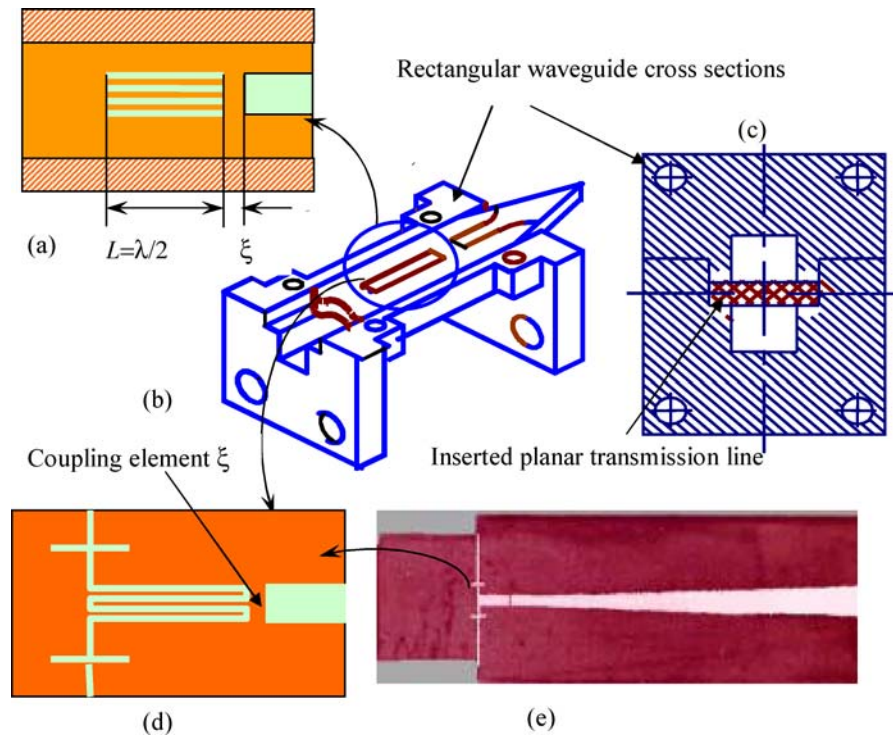 Rectangular waveguide cross sections
(c)
(a)
L=λ/2
ξ
(b)
Coupling element ξ
Inserted planar transmission line
(d)
(e)